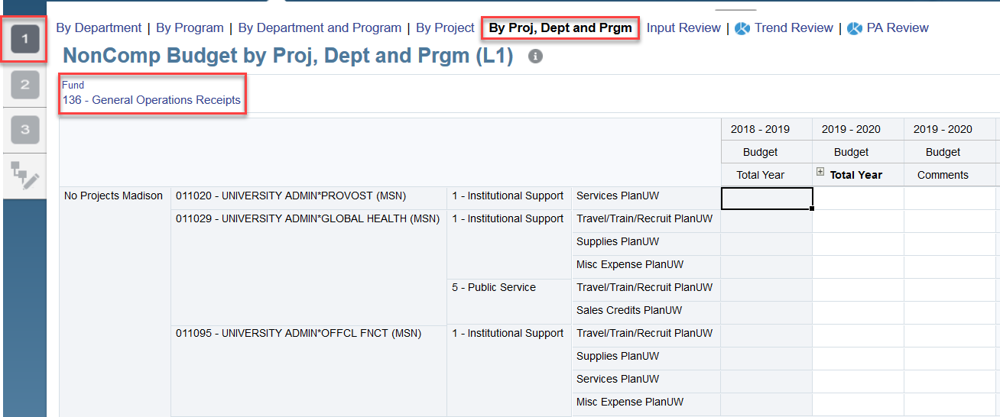 1
2
3
By Department | By Program | By Department and Program | By Project By Proj, Dept and Prgm Input Review | Trend Review | PA Review
NonComp Budget by Proj, Dept and Prgm (L1)
Fund
136 - General Operations Receipts
2018 - 2019 2019 - 2020 2019 - 2020
Budget Budget Budget
Total Year Total Year Comments
No Projects Madison 011020 - UNIVERSITY ADMIN*PROVOST (MSN) 1 - Institutional Support Services PlanUW
011029 - UNIVERSITY ADMIN*GLOBAL HEALTH (MSN) 1 - Institutional Support Travel/Train/Recruit PlanUW
Supplies PlanUW
Misc Expense PlanUW
5 - Public Service Travel/Train/Recruit PlanUW
Sales Credits PlanUW
011095 - UNIVERSITY ADMIN*OFFCL FNCT (MSN) 1 - Institutional Support Travel/Train/Recruit PlanUW
Supplies PlanUW
Services PlanUW
Misc Expense PlanUW